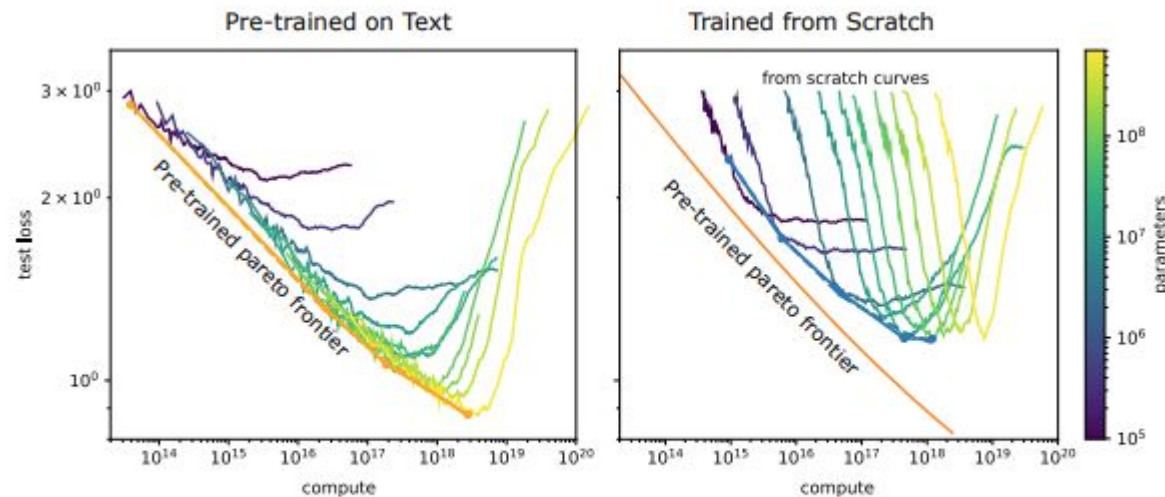 Pre-trained on Text
Trained from Scratch
3 × 10⁰
2 × 10⁰
10⁰
test loss
Pre-trained pareto frontier
10¹⁴ 10¹⁵ 10¹⁶ 10¹⁷ 10¹⁸ 10¹⁹ 10²⁰
compute
from scratch curves
Pre-trained pareto frontier
10¹⁴ 10¹⁵ 10¹⁶ 10¹⁷ 10¹⁸ 10¹⁹ 10²⁰
compute
10⁸
10⁷
10⁶
10⁵
parameters